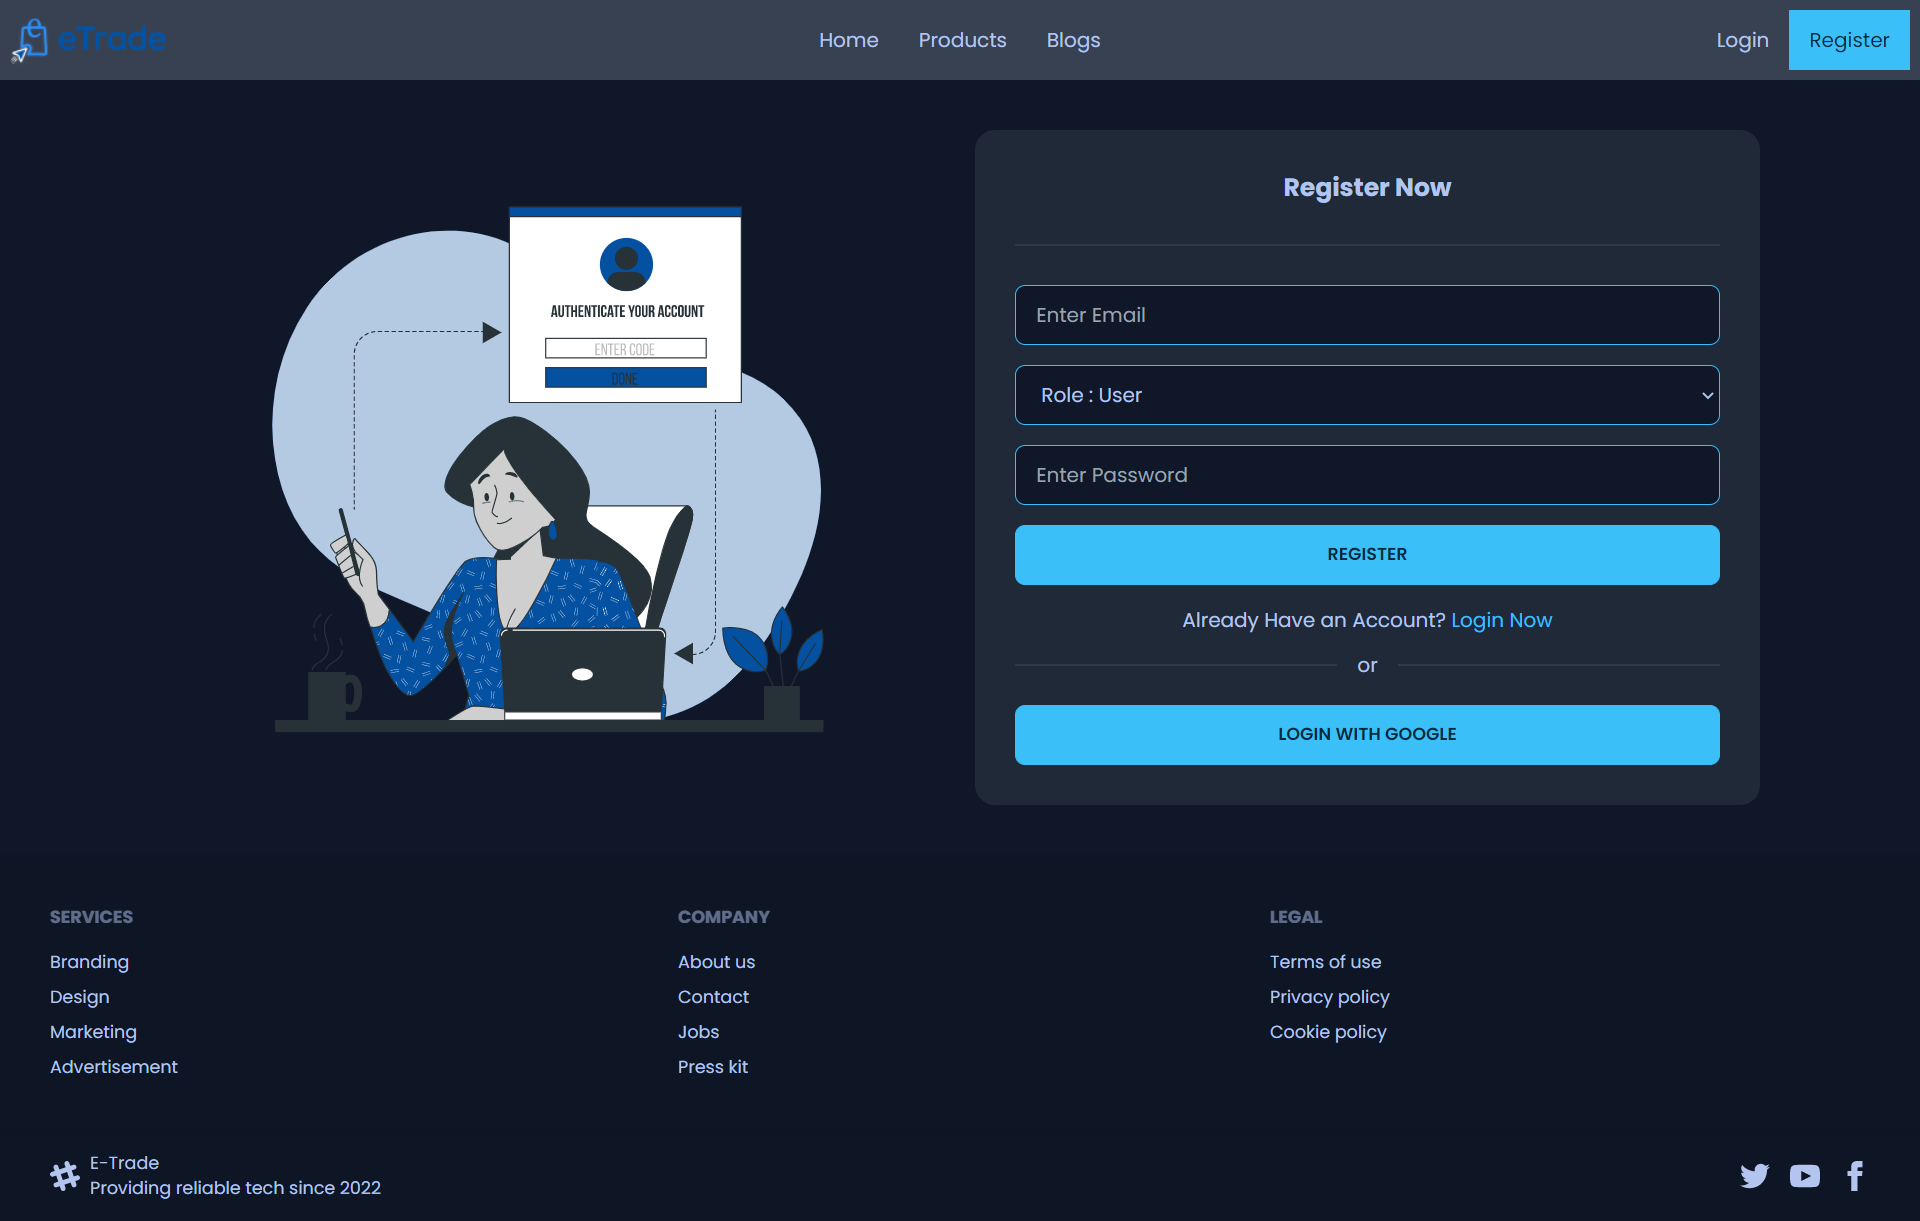 eTrade
Home
Products
Blogs
Login
Register
AUTHENTICATE YOUR ACCOUNT
ENTER CODE
DONE
Register Now
Enter Email
Role : User
Enter Password
REGISTER
Already Have an Account? Login Now
or
LOGIN WITH GOOGLE
SERVICES
Branding
Design
Marketing
Advertisement
COMPANY
About us
Contact
Jobs
Press kit
LEGAL
Terms of use
Privacy policy
Cookie policy
E-Trade
Providing reliable tech since 2022